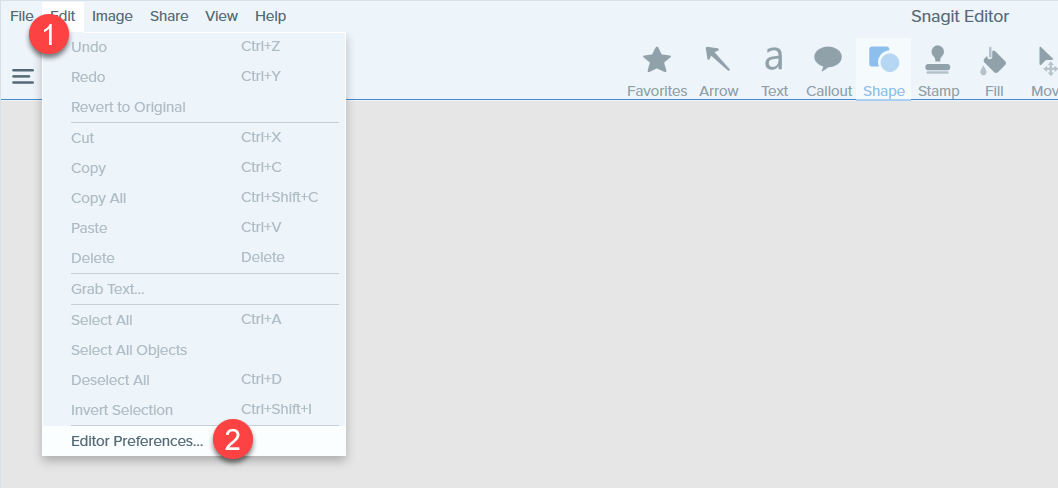 File Edit Image Share View Help
Snagit Editor
1
Favorites Arrow Text Callout Shape Stamp Fill Mov
a
Undo Ctrl+Z
Redo Ctrl+Y
Revert to Original
Cut Ctrl+X
Copy Ctrl+C
Copy All Ctrl+Shift+C
Paste Ctrl+V
Delete Delete
Grab Text...
Select All Ctrl+A
Select All Objects
Deselect All Ctrl+D
Invert Selection Ctrl+Shift+I
Editor Preferences... 2